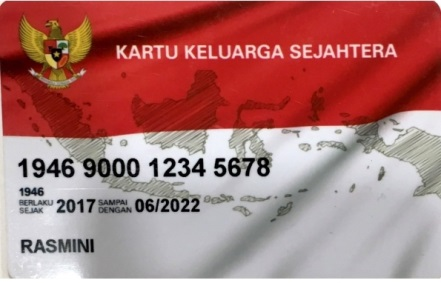 KARTU KELUARGA SEJAHTERA
1946 9000 1234 5678
1946
BERLAKU SEJAK 2017 SAMPAI DENGAN 06/2022
RASMINI